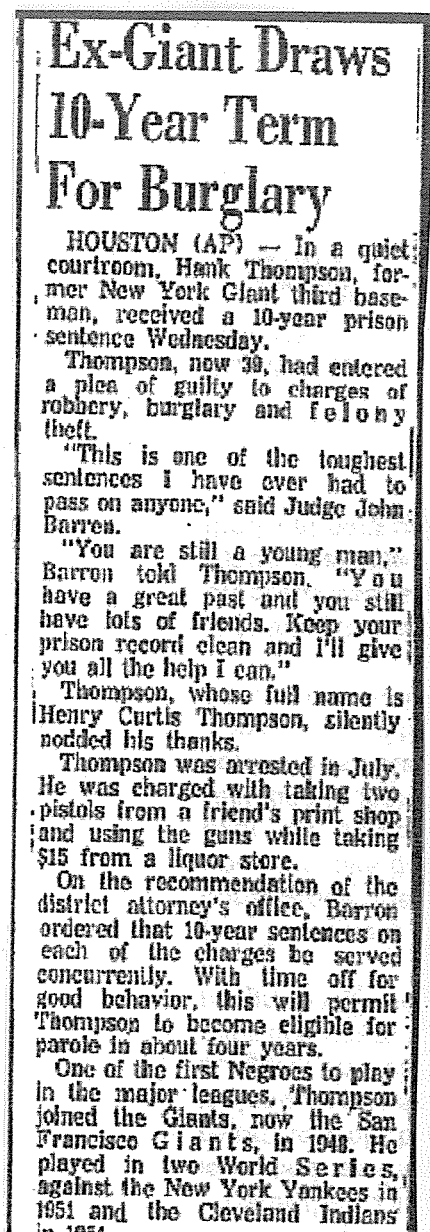 Ex-Giant Draws
10-Year Term
For Burglary
HOUSTON (AP) — In a quiet
courtroom, Hank Thompson, for-
mer New York Giant third base-
man, received a 10-year prison
sentence Wednesday.
Thompson, now 39, had entered
a plea of guilty to charges of
robbery, burglary and felony
theft.
"This is one of the toughest
sentences I have ever had to
pass on anyone," said Judge John
Barron.
"You are still a young man,"
Barron told Thompson. "You
have a great past and you still
have lots of friends. Keep your
prison record clean and I'll give
you all the help I can."
Thompson, whose full name is
Henry Curtis Thompson, silently
nodded his thanks.
Thompson was arrested in July.
He was charged with taking two
pistols from a friend's print shop
and using the guns while taking
$15 from a liquor store.
On the recommendation of the
district attorney's office, Barron
ordered that 10-year sentences on
each of the charges be served
concurrently. With time off for
good behavior, this will permit
Thompson to become eligible for
parole in about four years.
One of the first Negroes to play
in the major leagues, Thompson
joined the Giants, now the San
Francisco Giants, in 1948. He
played in two World Series,
against the New York Yankees in
1951 and the Cleveland Indians
in 1954.